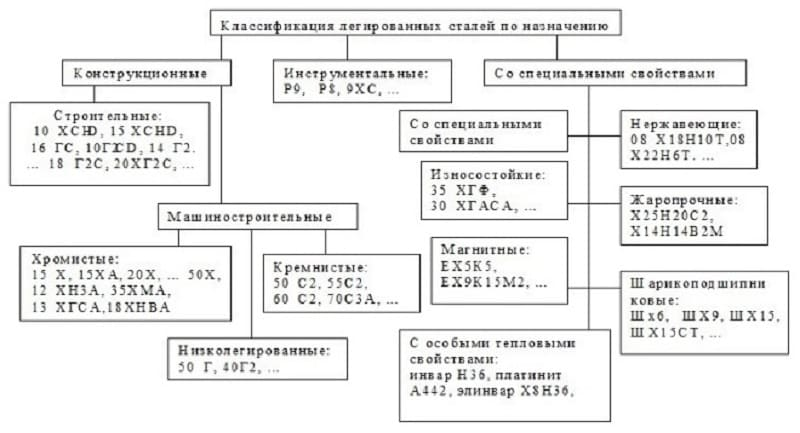 Классификация легированных сталей по назначению
Конструкционные
Инструментальные:
Р9, Р8, 9ХС, ...
Со специальными свойствами
Строительные:
10 ХСНD, 15 ХСНD,
16 ГС, 10Г2СD, 14 Г2.
... 18 Г2С, 20ХГ2С, ...
Со специальными
свойствами
Нержавеющие:
08 Х18Н10Т,08
Х22Н6Т, ...
Износостойкие:
35 ХГФ,
30 ХГАСА, ...
Жаропрочные:
Х25Н20С2,
Х14Н14В2М
Машиностроительные
Хромистые:
15 Х, 15ХА, 20Х, ... 50Х,
12 ХН3А, 35ХМА,
13 ХГСА,18ХНВА
Кремнистые:
50 С2, 55С2,
60 С2, 70С3А, ...
Магнитные:
ЕХ5К5,
ЕХ9К15М2, ...
Шарикоподшипни
ковые:
Шх6, ШХ9, ШХ15,
ШХ15СТ, ...
Низколегированные:
50 Г, 40Г2, ...
С особыми тепловыми
свойствами:
инвар Н36, платинит
А442, элинвар Х8Н36,